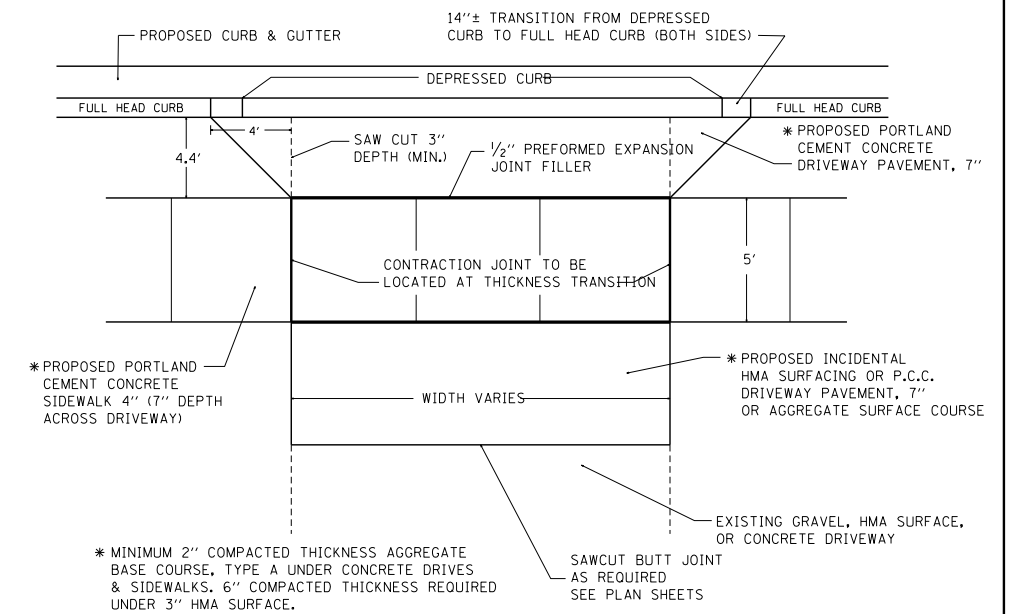 14"± TRANSITION FROM DEPRESSED
CURB TO FULL HEAD CURB (BOTH SIDES)
PROPOSED CURB & GUTTER
DEPRESSED CURB
FULL HEAD CURB
FULL HEAD CURB
4'
4.4'
SAW CUT 3"
DEPTH (MIN.)
1/2" PREFORMED EXPANSION
JOINT FILLER
* PROPOSED PORTLAND
CEMENT CONCRETE
DRIVEWAY PAVEMENT, 7"
CONTRACTION JOINT TO BE
LOCATED AT THICKNESS TRANSITION
5'
* PROPOSED PORTLAND
CEMENT CONCRETE
SIDEWALK 4" (7" DEPTH
ACROSS DRIVEWAY)
WIDTH VARIES
* PROPOSED INCIDENTAL
HMA SURFACING OR P.C.C.
DRIVEWAY PAVEMENT, 7"
OR AGGREGATE SURFACE COURSE
EXISTING GRAVEL, HMA SURFACE,
OR CONCRETE DRIVEWAY
* MINIMUM 2" COMPACTED THICKNESS AGGREGATE
BASE COURSE, TYPE A UNDER CONCRETE DRIVES
& SIDEWALKS. 6" COMPACTED THICKNESS REQUIRED
UNDER 3" HMA SURFACE.
SAWCUT BUTT JOINT
AS REQUIRED
SEE PLAN SHEETS